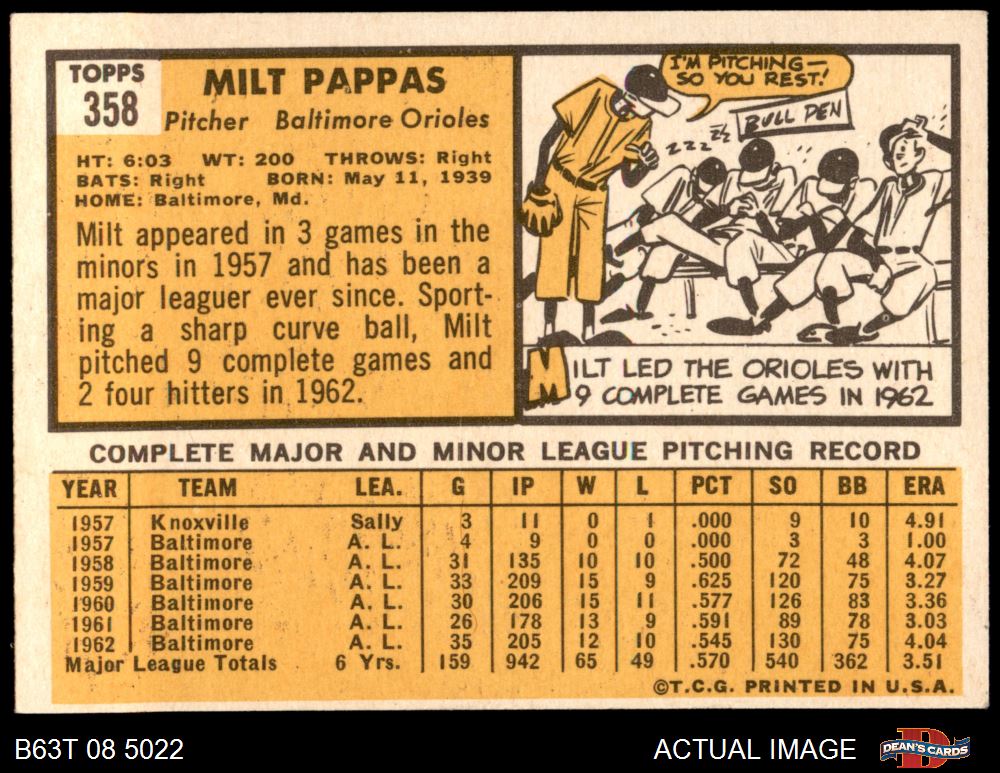 TOPPS
358
MILT PAPPAS
Pitcher Baltimore Orioles
HT: 6:03 WT: 200 THROWS: Right
BATS: Right BORN: May 11, 1939
HOME: Baltimore, Md.
Milt appeared in 3 games in the
minors in 1957 and has been a
major leaguer ever since. Sport-
ing a sharp curve ball, Milt
pitched 9 complete games and
2 four hitters in 1962.
I'M PITCHING—
SO YOU REST!
ZZZZZ
BULL PEN
MILT LED THE ORIOLES WITH
9 COMPLETE GAMES IN 1962
COMPLETE MAJOR AND MINOR LEAGUE PITCHING RECORD
YEAR TEAM LEA. G IP W L PCT SO BB ERA
1957 Knoxville Sally 3 11 0 1 .000 9 10 4.91
1957 Baltimore A. L. 4 9 0 0 .000 3 3 1.00
1958 Baltimore A. L. 31 135 10 10 .500 72 48 4.07
1959 Baltimore A. L. 33 209 15 9 .625 120 75 3.27
1960 Baltimore A. L. 30 206 15 11 .577 126 83 3.36
1961 Baltimore A. L. 26 178 13 9 .591 89 78 3.03
1962 Baltimore A. L. 35 205 12 10 .545 130 75 4.04
Major League Totals 6 Yrs. 159 942 65 49 .570 540 362 3.51
©T.C.G. PRINTED IN U.S.A.
B63T 08 5022
ACTUAL IMAGE
DEAN'S CARDS